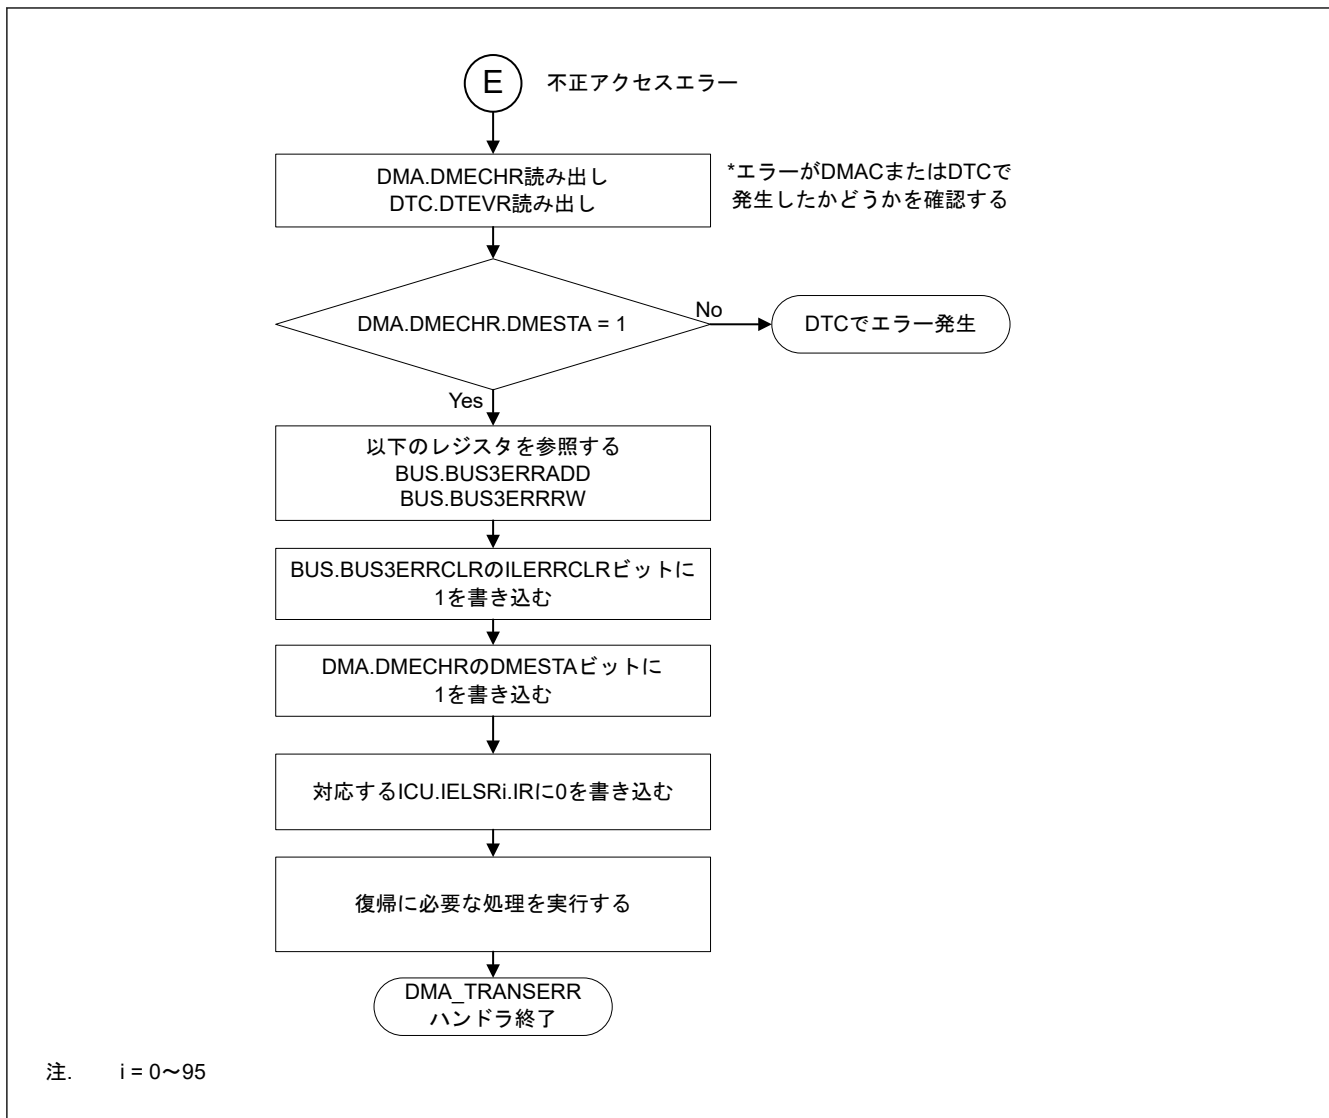 E 不正アクセスエラー
DMA.DMECHR読み出し
DTC.DTEVR読み出し
*エラーがDMACまたはDTCで
発生したかどうかを確認する
DMA.DMECHR.DMESTA = 1
No
DTCでエラー発生
Yes
以下のレジスタを参照する
BUS.BUS3ERRADD
BUS.BUS3ERRRW
BUS.BUS3ERRCLRのILERRCLRビットに
1を書き込む
DMA.DMECHRのDMESTAビットに
1を書き込む
対応するICU.IELSRi.IRに0を書き込む
復帰に必要な処理を実行する
DMA_TRANSERR
ハンドラ終了
注. i = 0～95